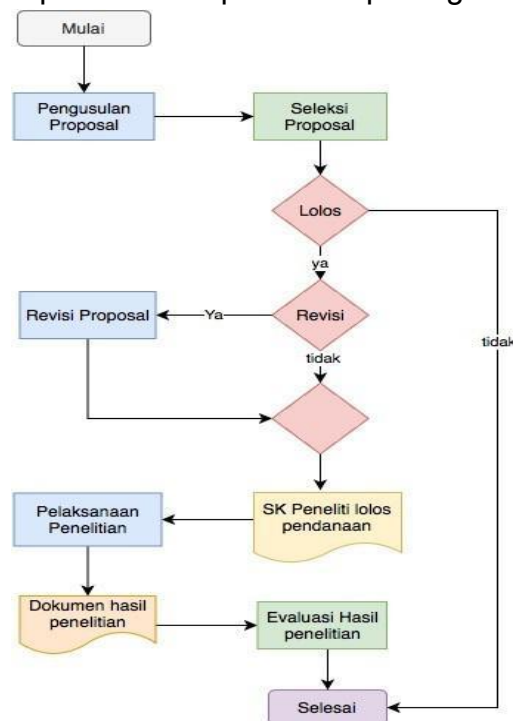 Mulai
Pengusulan
Proposal
Seleksi
Proposal
Lolos
ya
Revisi Proposal
Ya
Revisi
tidak
tidak
Pelaksanaan
Penelitian
SK Peneliti lolos
pendanaan
Dokumen hasil
penelitian
Evaluasi Hasil
penelitian
Selesai